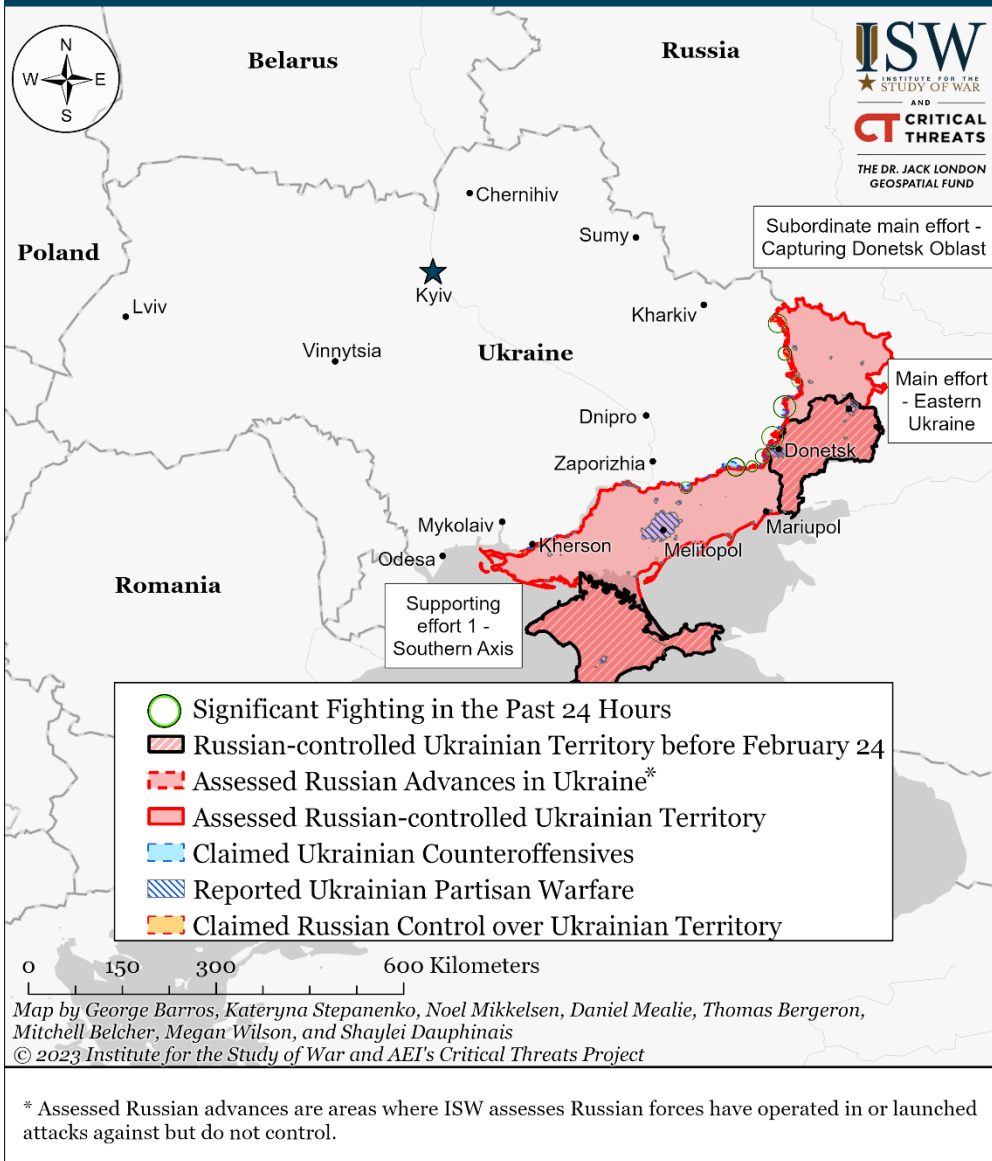 N
W
E
S
Belarus
Russia
ISW
INSTITUTE FOR THE
STUDY OF WAR
AND
CT CRITICAL
THREATS
THE DR. JACK LONDON
GEOSPATIAL FUND
Chernihiv
Sumy
Subordinate main effort -
Capturing Donetsk Oblast
Poland
Kyiv
Lviv
Kharkiv
Vinnytsia
Ukraine
Main effort
- Eastern
Ukraine
Dnipro
Donetsk
Zaporizhia
Mykolaiv
Mariupol
Kherson
Melitopol
Odesa
Romania
Supporting
effort 1 -
Southern Axis
Significant Fighting in the Past 24 Hours
Russian-controlled Ukrainian Territory before February 24
Assessed Russian Advances in Ukraine*
Assessed Russian-controlled Ukrainian Territory
Claimed Ukrainian Counteroffensives
Reported Ukrainian Partisan Warfare
Claimed Russian Control over Ukrainian Territory
0 150 300 600 Kilometers
Map by George Barros, Kateryna Stepanenko, Noel Mikkelsen, Daniel Mealie, Thomas Bergeron,
Mitchell Belcher, Megan Wilson, and Shaylei Dauphinais
© 2023 Institute for the Study of War and AEI's Critical Threats Project
* Assessed Russian advances are areas where ISW assesses Russian forces have operated in or launched
attacks against but do not control.